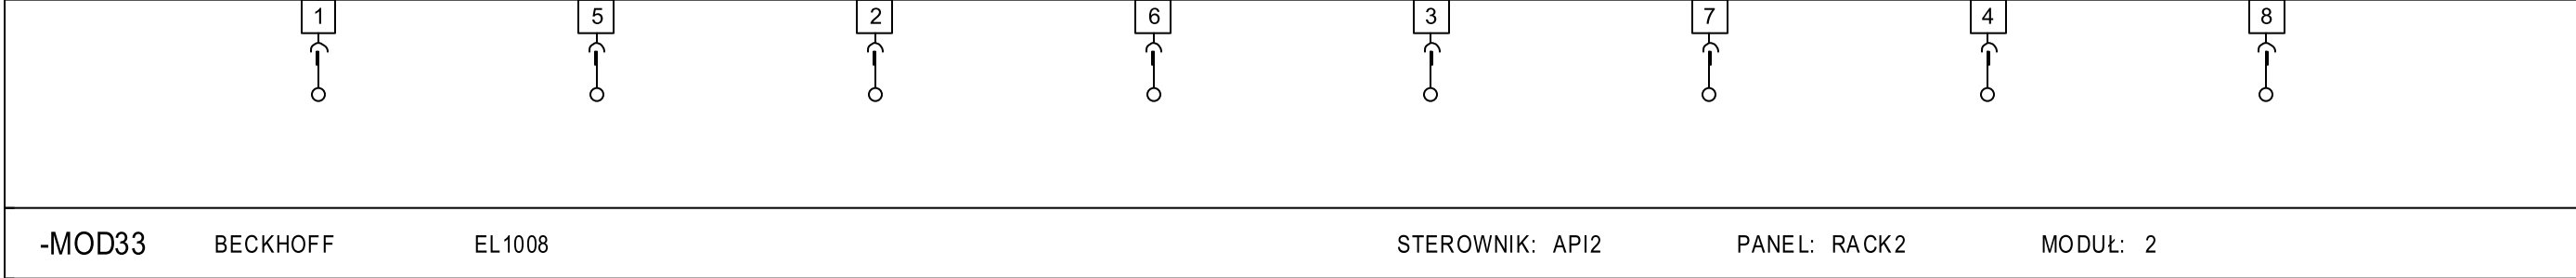 1 5 2 6 3 7 4 8
-MOD33 BECKHOFF EL1008 STEROWNIK: API2 PANEL: RACK2 MODUŁ: 2